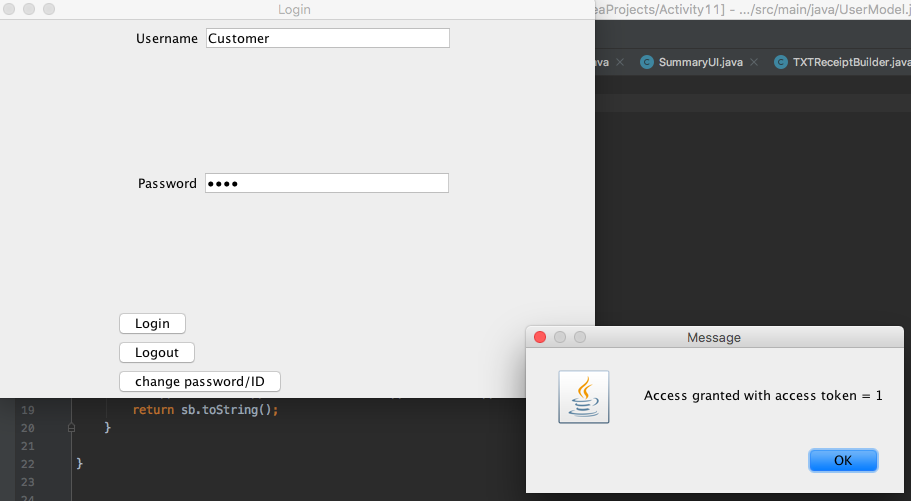 Login
eaProjects/Activity11] - .../src/main/java/UserModel.j
Username Customer
ava × SummaryUI.java × TXTReceiptBuilder.java
Password ••••
Login
Logout
change password/ID
Message
Access granted with access token = 1
OK
19 return sb.toString();
20 }
21
22 }
23
24